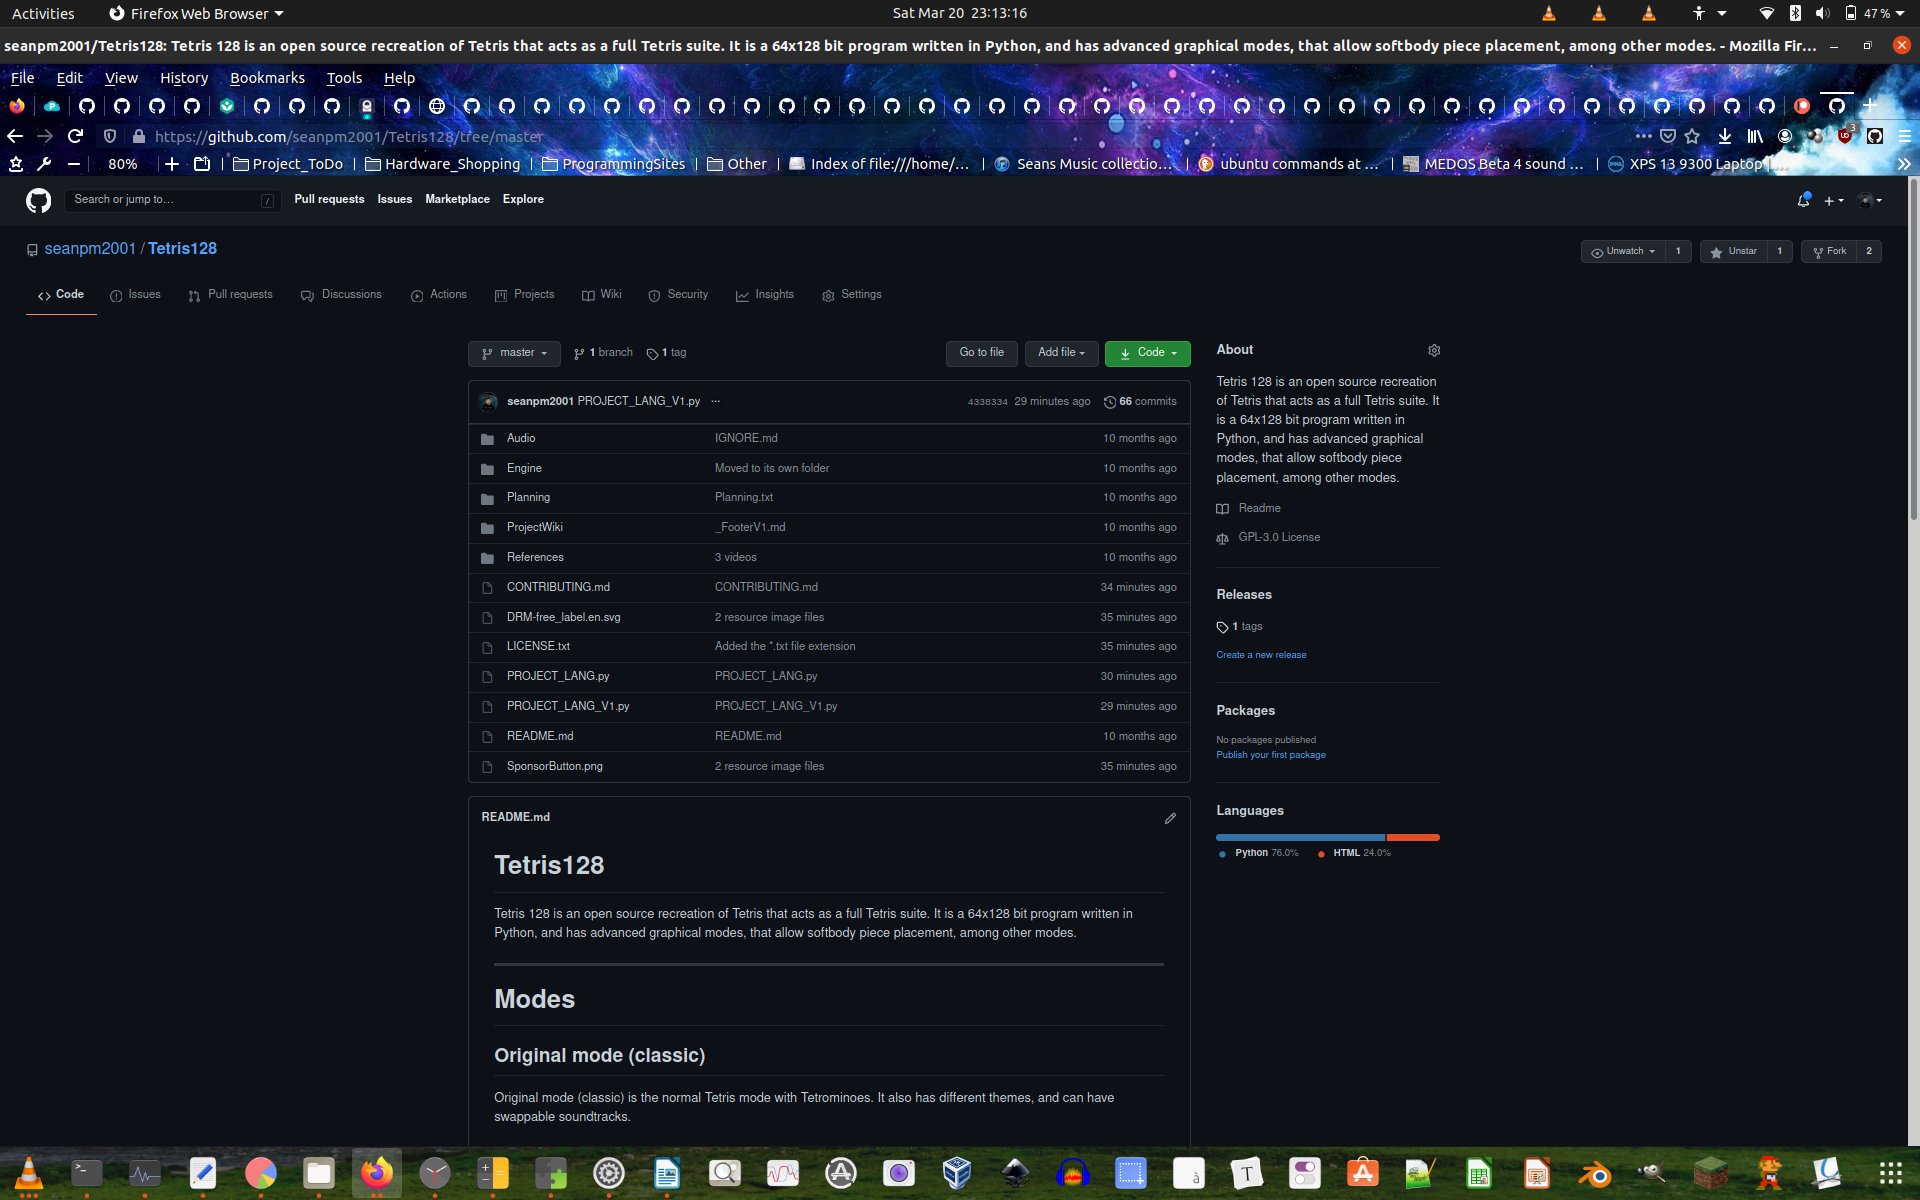 Activities
Firefox Web Browser
Sat Mar 20 23:13:16
47 %
seanpm2001/Tetris128: Tetris 128 is an open source recreation of Tetris that acts as a full Tetris suite. It is a 64x128 bit program written in Python, and has advanced graphical modes, that allow softbody piece placement, among other modes. - Mozilla Fir...
File Edit View History Bookmarks Tools Help
https://github.com/seanpm2001/Tetris128/tree/master
3
80%
Project_ToDo
Hardware_Shopping
ProgrammingSites
Other
Index of file:///home/...
Seans Music collectio...
ubuntu commands at ...
MEDOS Beta 4 sound ...
XPS 13 9300 Laptop
Search or jump to...
/
Pull requests Issues Marketplace Explore
seanpm2001 / Tetris128
Unwatch 1
Unstar 1
Fork 2
Code
Issues
Pull requests
Discussions
Actions
Projects
Wiki
Security
Insights
Settings
master
1 branch
1 tag
Go to file
Add file
Code
seanpm2001 PROJECT_LANG_V1.py ...
4338334 29 minutes ago 66 commits
Audio IGNORE.md 10 months ago
Engine Moved to its own folder 10 months ago
Planning Planning.txt 10 months ago
ProjectWiki _FooterV1.md 10 months ago
References 3 videos 10 months ago
CONTRIBUTING.md CONTRIBUTING.md 34 minutes ago
DRM-free_label.en.svg 2 resource image files 35 minutes ago
LICENSE.txt Added the *.txt file extension 35 minutes ago
PROJECT_LANG.py PROJECT_LANG.py 30 minutes ago
PROJECT_LANG_V1.py PROJECT_LANG_V1.py 29 minutes ago
README.md README.md 10 months ago
SponsorButton.png 2 resource image files 35 minutes ago
README.md
Tetris128
Tetris 128 is an open source recreation of Tetris that acts as a full Tetris suite. It is a 64x128 bit program written in
Python, and has advanced graphical modes, that allow softbody piece placement, among other modes.
Modes
Original mode (classic)
Original mode (classic) is the normal Tetris mode with Tetrominoes. It also has different themes, and can have
swappable soundtracks.
About
Tetris 128 is an open source recreation
of Tetris that acts as a full Tetris suite. It
is a 64x128 bit program written in
Python, and has advanced graphical
modes, that allow softbody piece
placement, among other modes.
Readme
GPL-3.0 License
Releases
1 tags
Create a new release
Packages
No packages published
Publish your first package
Languages
Python 76.0%
HTML 24.0%